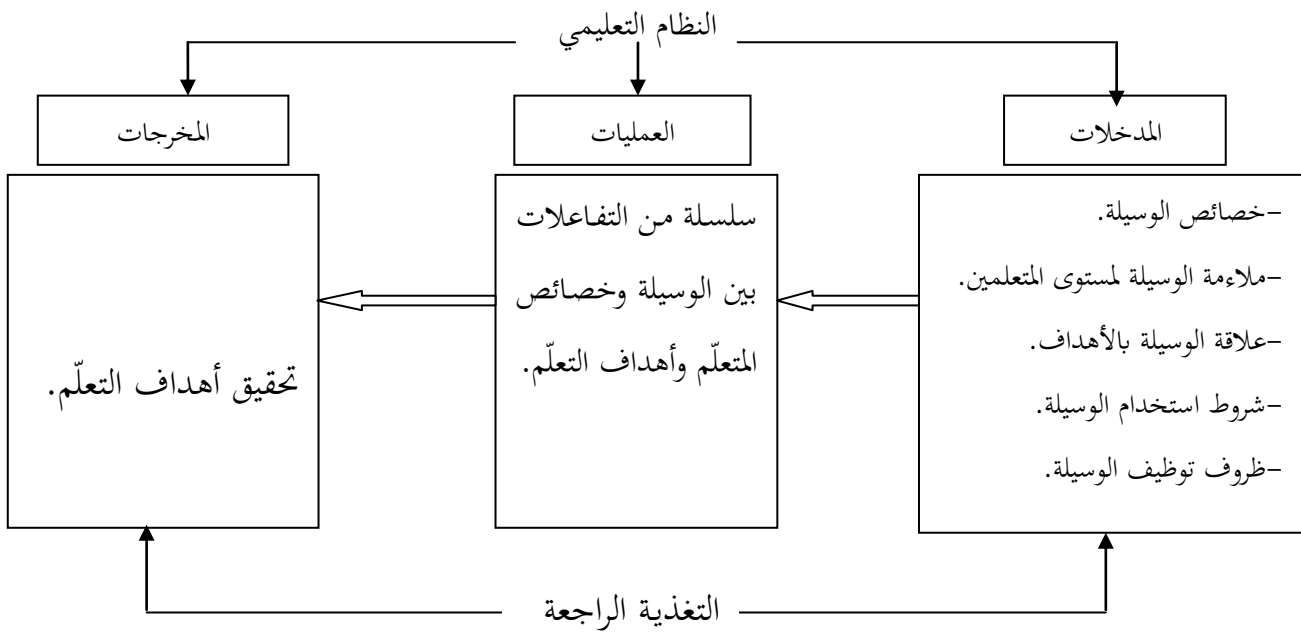 النظام التعليمي
المدخلات
العمليات
المخرجات
-خصائص الوسيلة.
-ملاءمة الوسيلة لمستوى المتعلمين.
-علاقة الوسيلة بالأهداف.
-شروط استخدام الوسيلة.
-ظروف توظيف الوسيلة.
سلسلة من التفاعلات
بين الوسيلة وخصائص
المتعلّم وأهداف التعلّم.
تحقيق أهداف التعلّم.
التغذية الراجعة